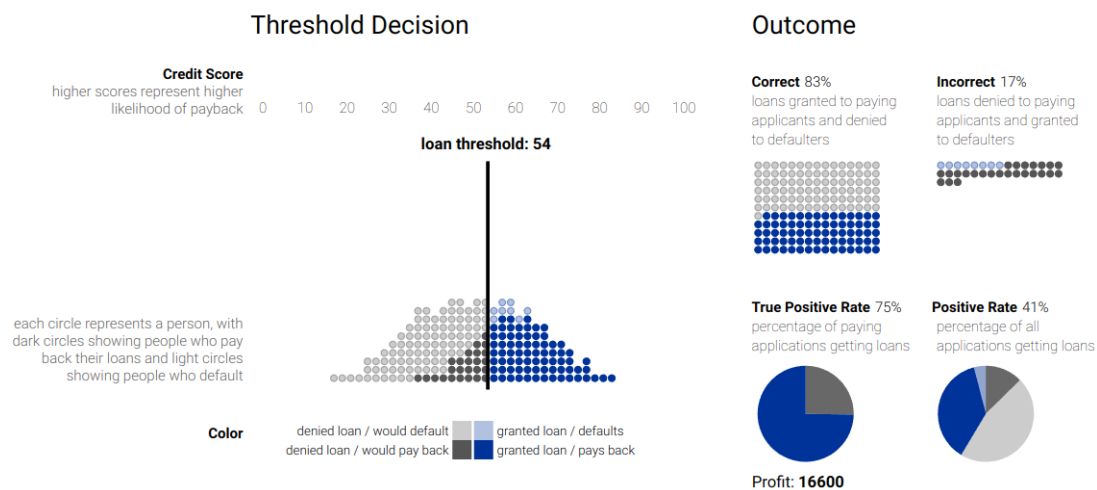 Threshold Decision
Credit Score
higher scores represent higher
likelihood of payback
0 10 20 30 40 50 60 70 80 90 100
loan threshold: 54
each circle represents a person, with
dark circles showing people who pay
back their loans and light circles
showing people who default
Color
denied loan / would default
granted loan / defaults
denied loan / would pay back
granted loan / pays back
Outcome
Correct 83%
loans granted to paying
applicants and denied
to defaulters
Incorrect 17%
loans denied to paying
applicants and granted
to defaulters
True Positive Rate 75%
percentage of paying
applications getting loans
Positive Rate 41%
percentage of all
applications getting loans
Profit: 16600